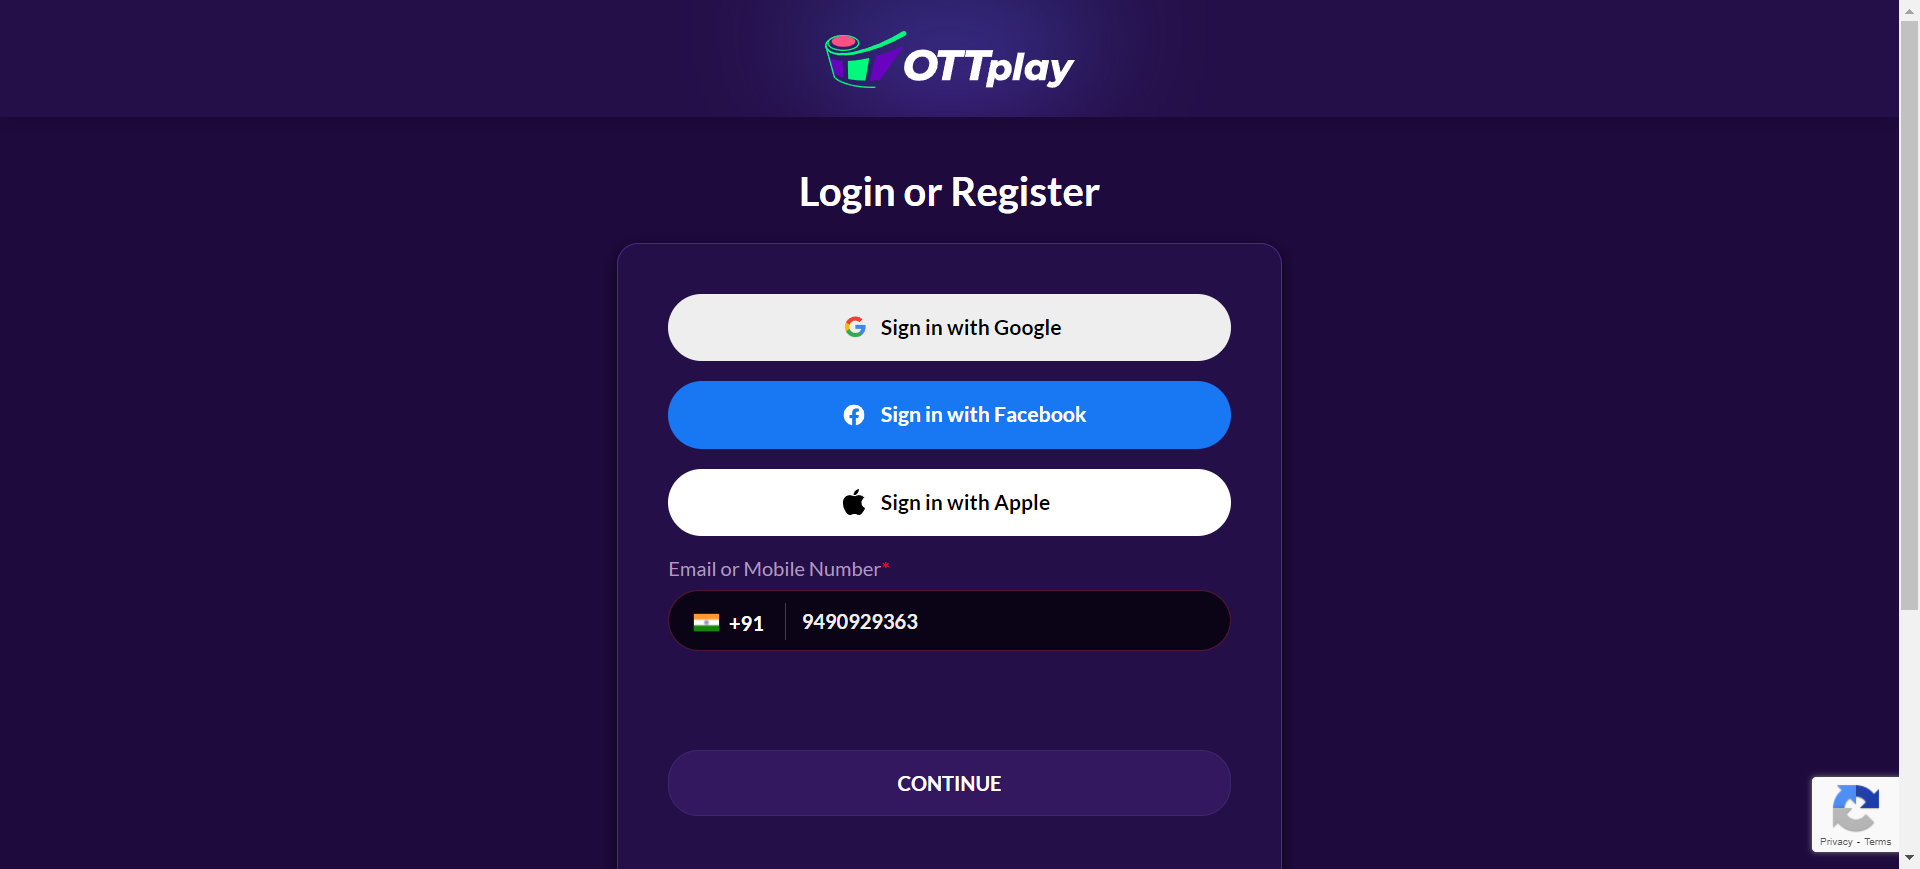 OTTplay
Login or Register
Sign in with Google
Sign in with Facebook
Sign in with Apple
Email or Mobile Number*
+91 9490929363
CONTINUE
Privacy - Terms